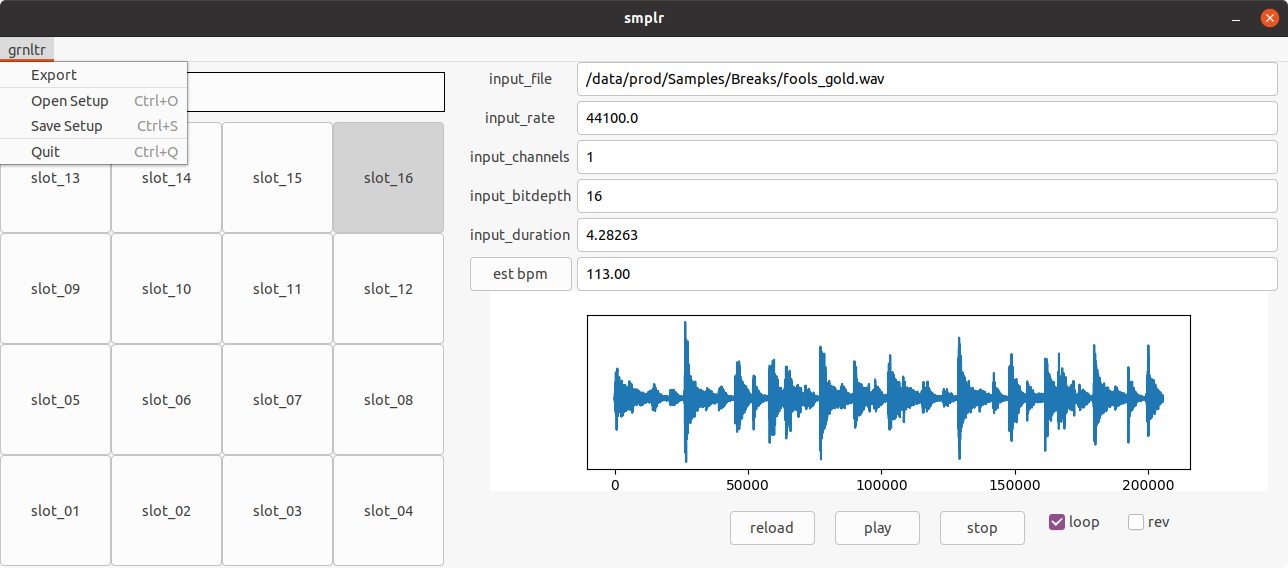 smplr
grnltr
Export
Open Setup Ctrl+O
Save Setup Ctrl+S
Quit Ctrl+Q
slot_13 slot_14 slot_15 slot_16
slot_09 slot_10 slot_11 slot_12
slot_05 slot_06 slot_07 slot_08
slot_01 slot_02 slot_03 slot_04
input_file /data/prod/Samples/Breaks/fools_gold.wav
input_rate 44100.0
input_channels 1
input_bitdepth 16
input_duration 4.28263
est bpm 113.00
0 50000 100000 150000 200000
reload play stop loop rev